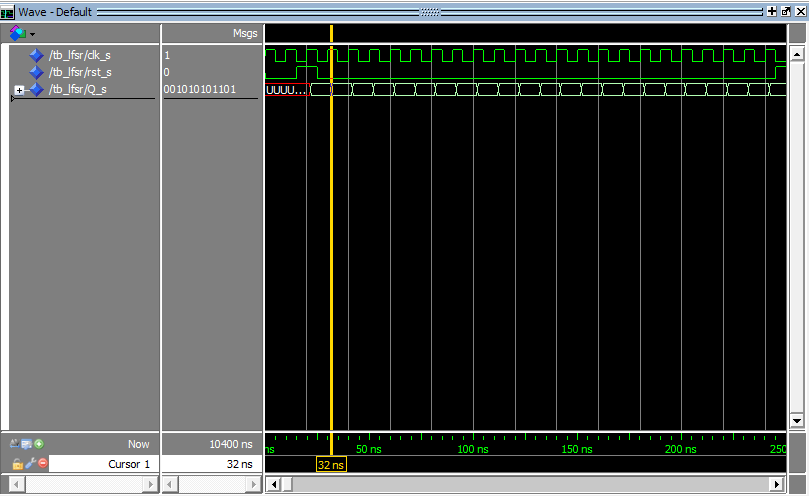 Wave - Default
Msgs
/tb_lfsr/clk_s 1
/tb_lfsr/rst_s 0
/tb_lfsr/Q_s 001010101101 UUUU...
Now 10400 ns ns 50 ns 100 ns 150 ns 200 ns 250
Cursor 1 32 ns 32 ns